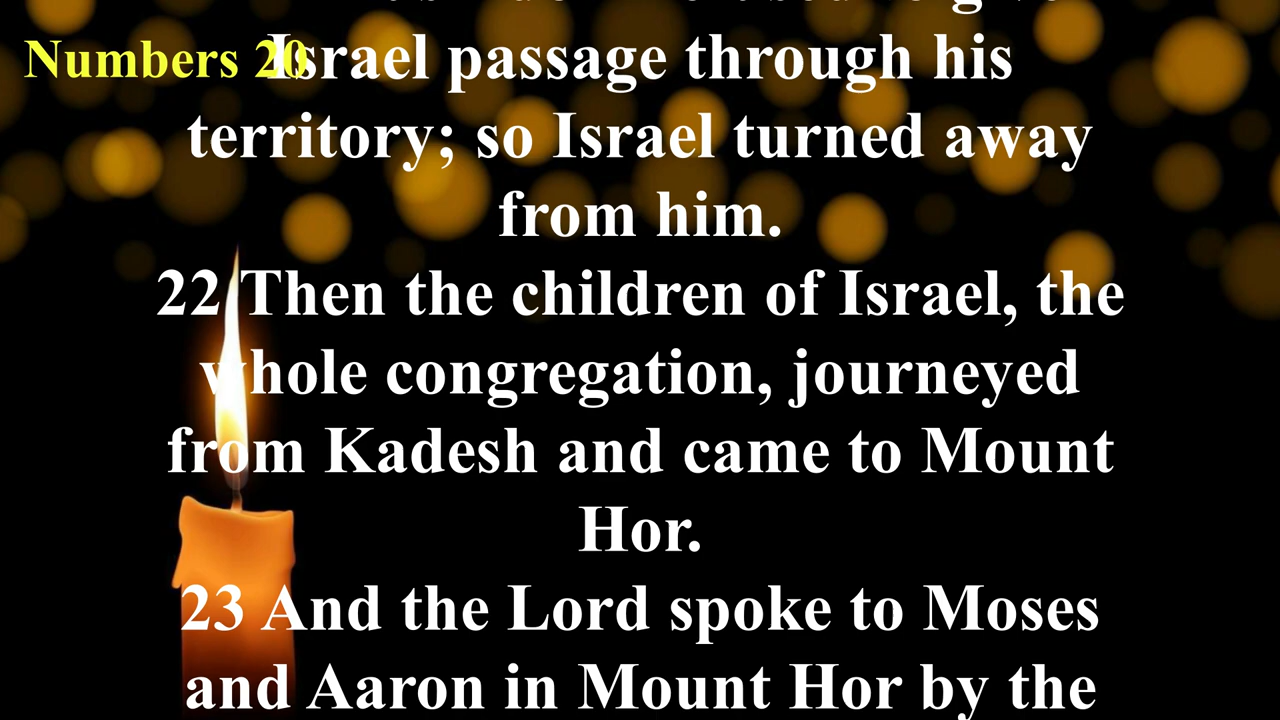 Numbers 20
Israel passage through his
territory; so Israel turned away
from him.
22 Then the children of Israel, the
whole congregation, journeyed
from Kadesh and came to Mount
Hor.
23 And the Lord spoke to Moses
and Aaron in Mount Hor by the